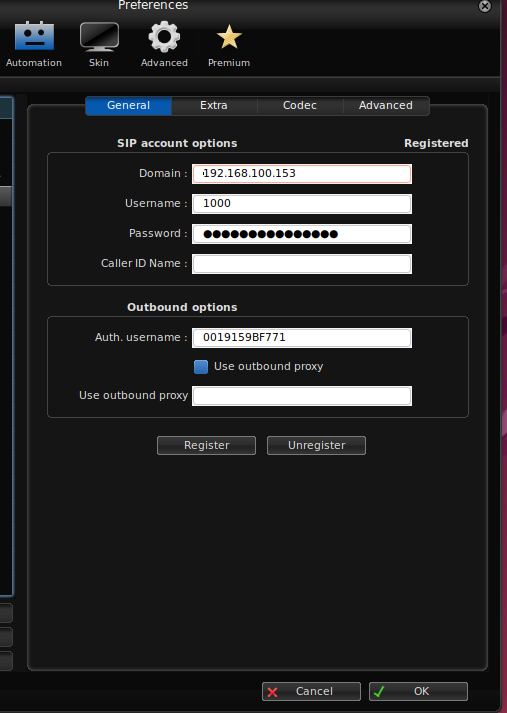 Preferences
Automation Skin Advanced Premium
General Extra Codec Advanced
SIP account options Registered
Domain : 192.168.100.153
Username : 1000
Password : ●●●●●●●●●●●●●●●
Caller ID Name :
Outbound options
Auth. username : 0019159BF771
Use outbound proxy
Use outbound proxy
Register Unregister
Cancel OK